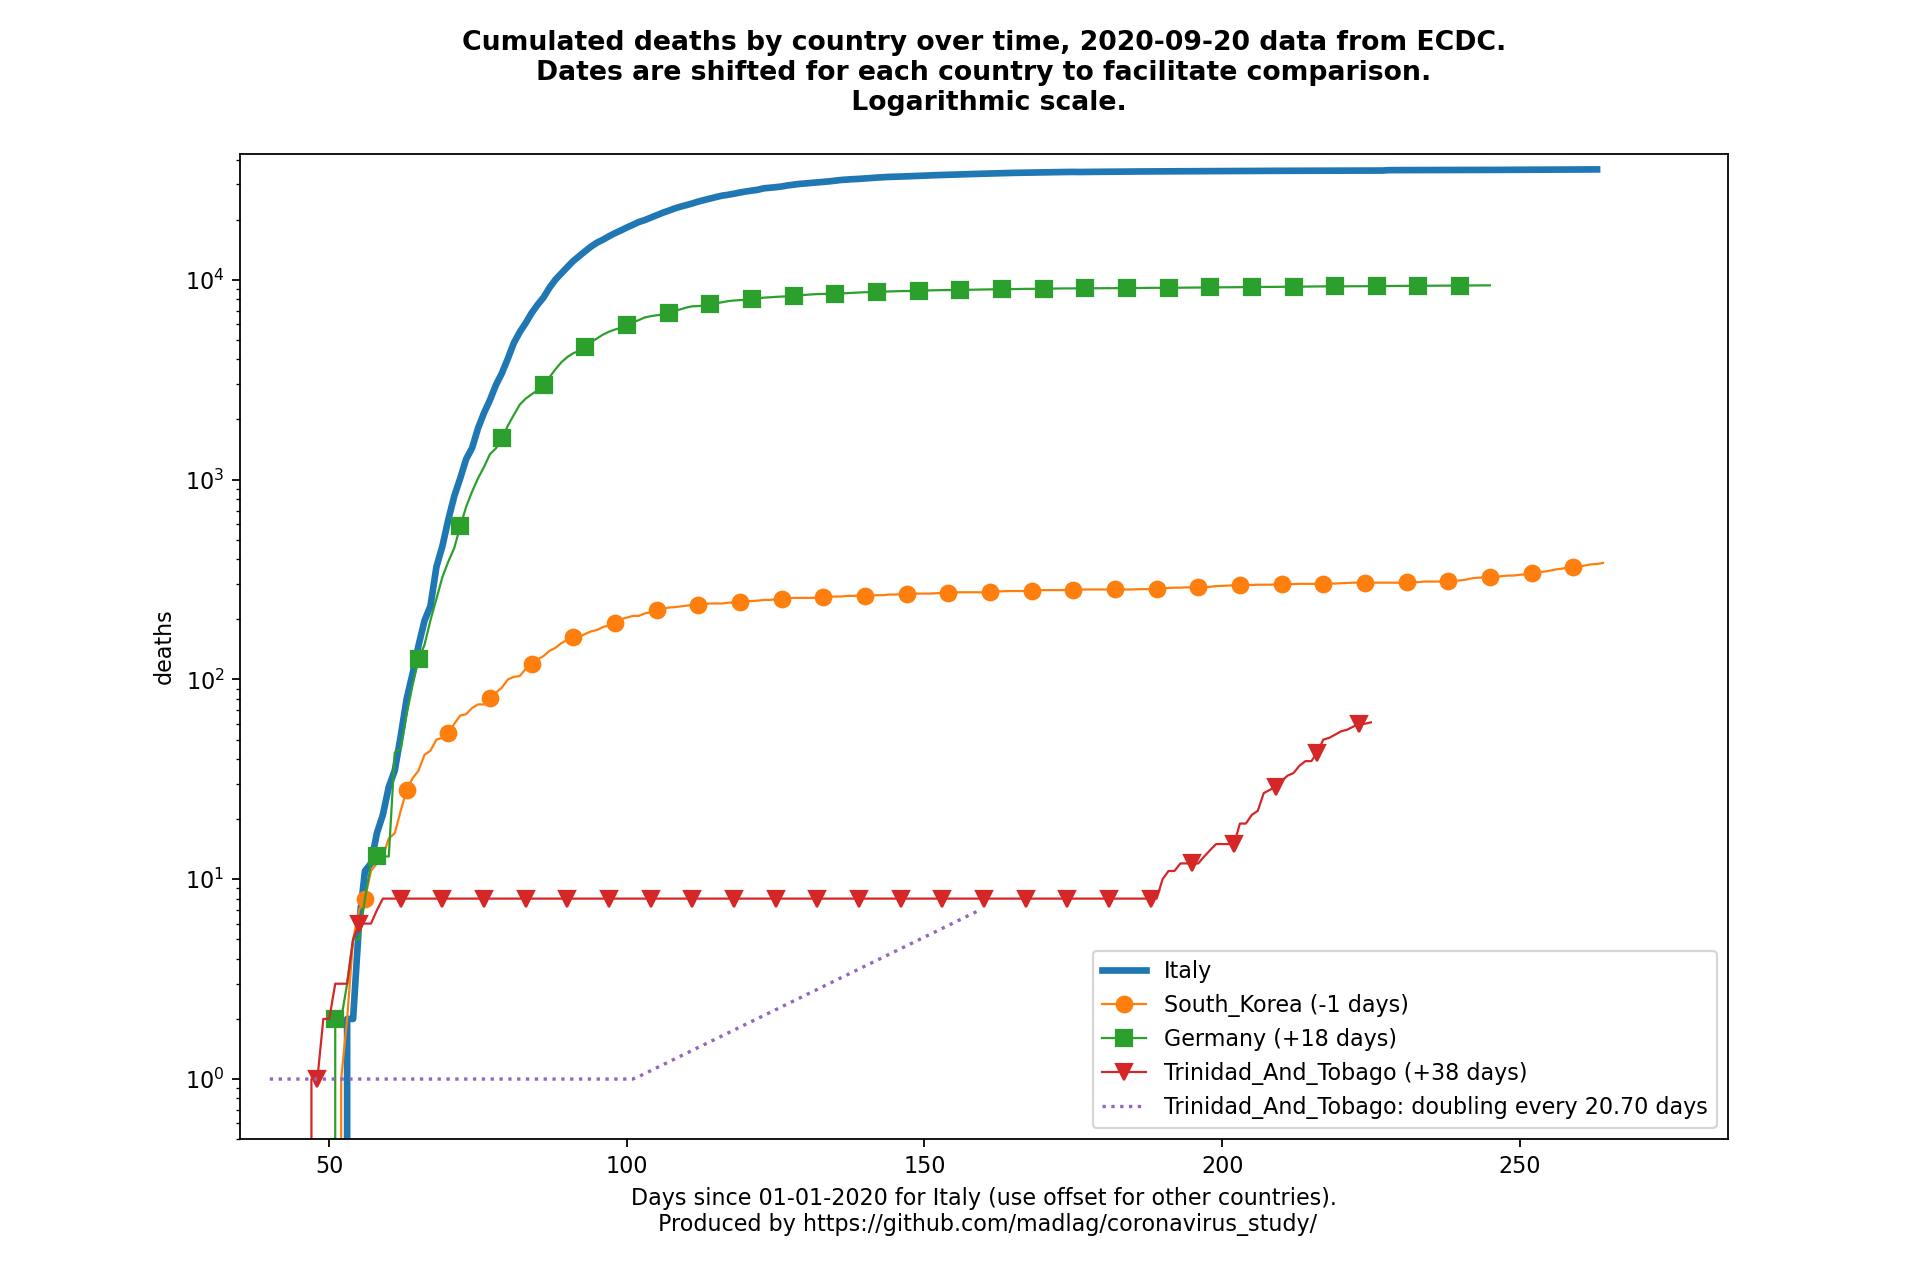 Cumulated deaths by country over time, 2020-09-20 data from ECDC.
Dates are shifted for each country to facilitate comparison.
Logarithmic scale.
deaths
10⁴
10³
10²
10¹
10⁰
50
100
150
200
250
Italy
South_Korea (-1 days)
Germany (+18 days)
Trinidad_And_Tobago (+38 days)
Trinidad_And_Tobago: doubling every 20.70 days
Days since 01-01-2020 for Italy (use offset for other countries).
Produced by https://github.com/madlag/coronavirus_study/